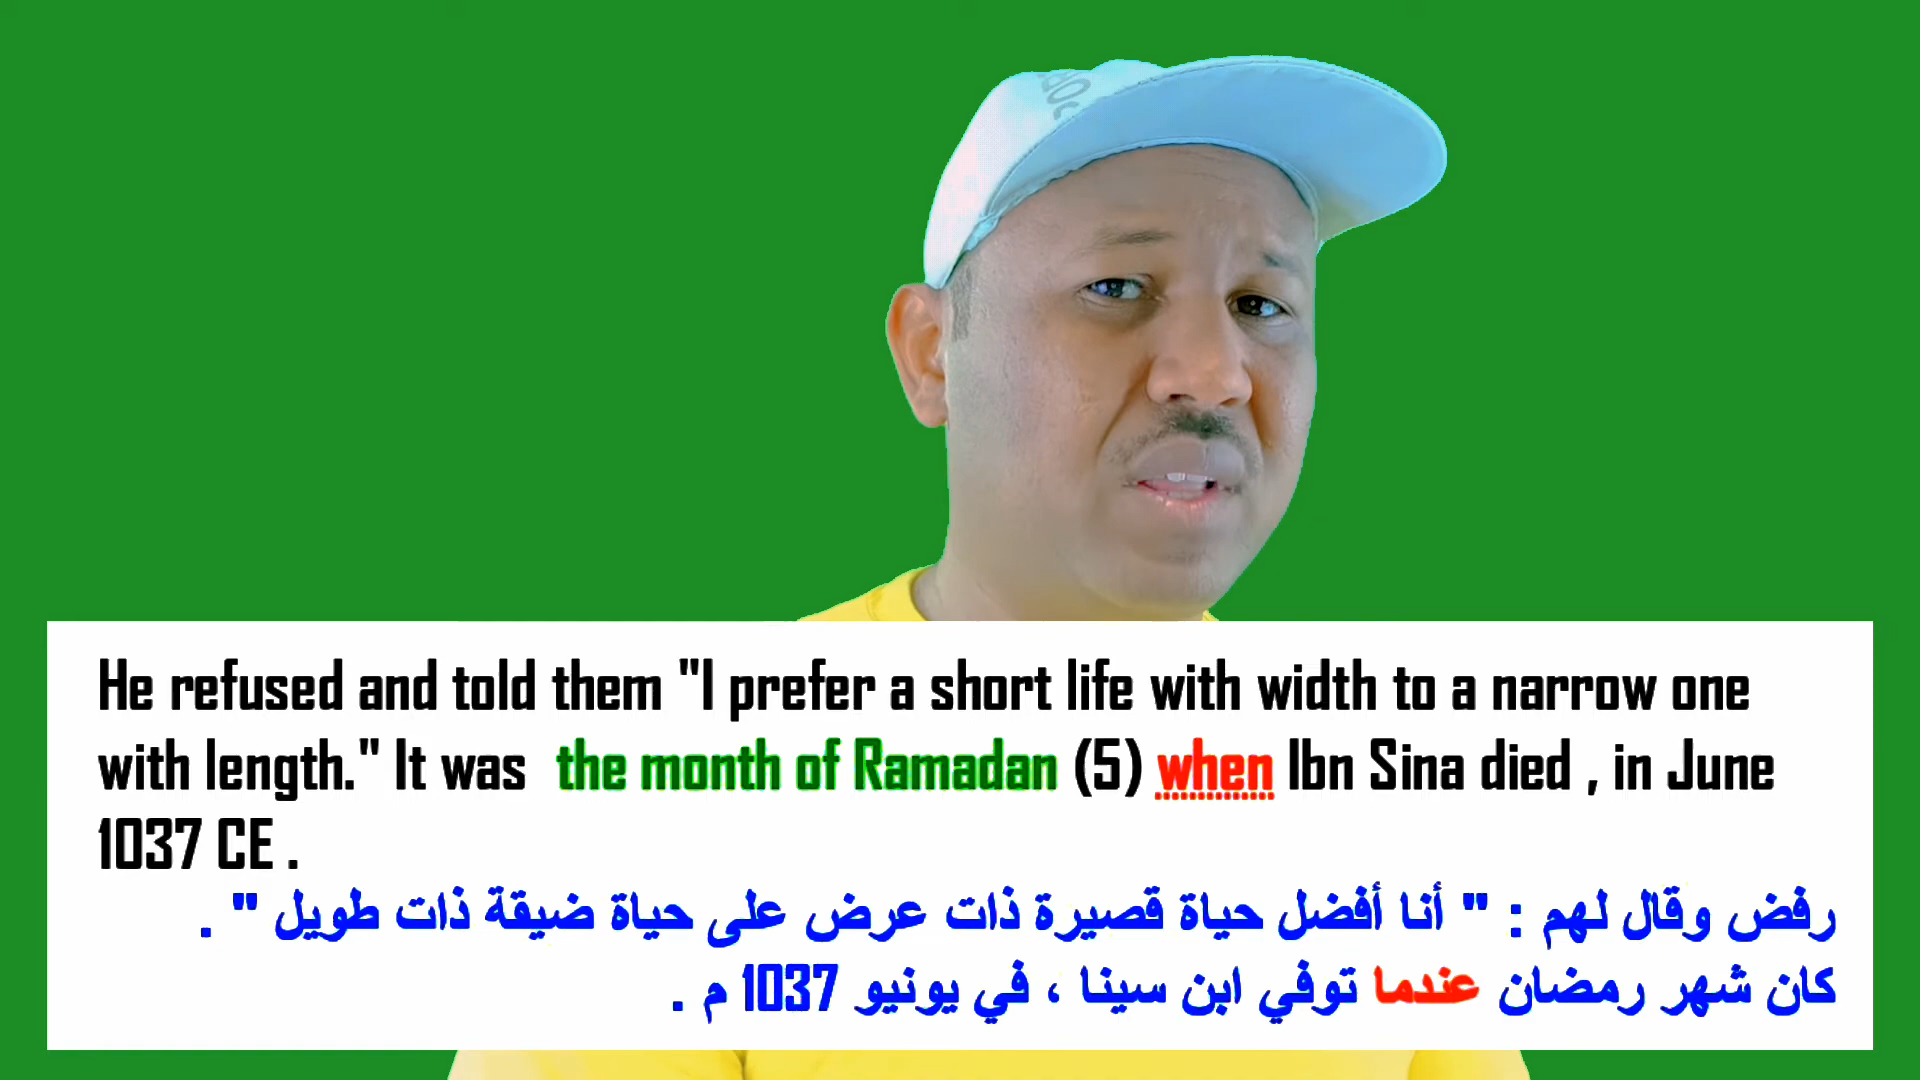 He refused and told them "I prefer a short life with width to a narrow one
with length." It was the month of Ramadan (5) when Ibn Sina died , in June
1037 CE .
رفض وقال لهم : " أنا أفضل حياة قصيرة ذات عرض على حياة ضيقة ذات طويل " .
كان شهر رمضان عندما توفي ابن سينا ، في يونيو 1037 م .